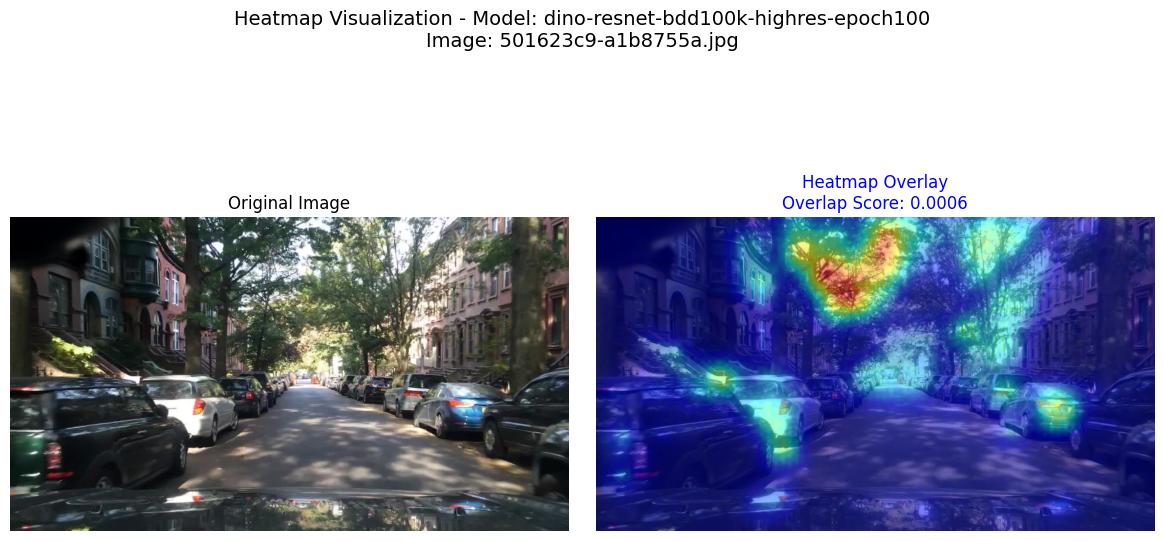 Heatmap Visualization - Model: dino-resnet-bdd100k-highres-epoch100
Image: 501623c9-a1b8755a.jpg
Original Image
Heatmap Overlay
Overlap Score: 0.0006